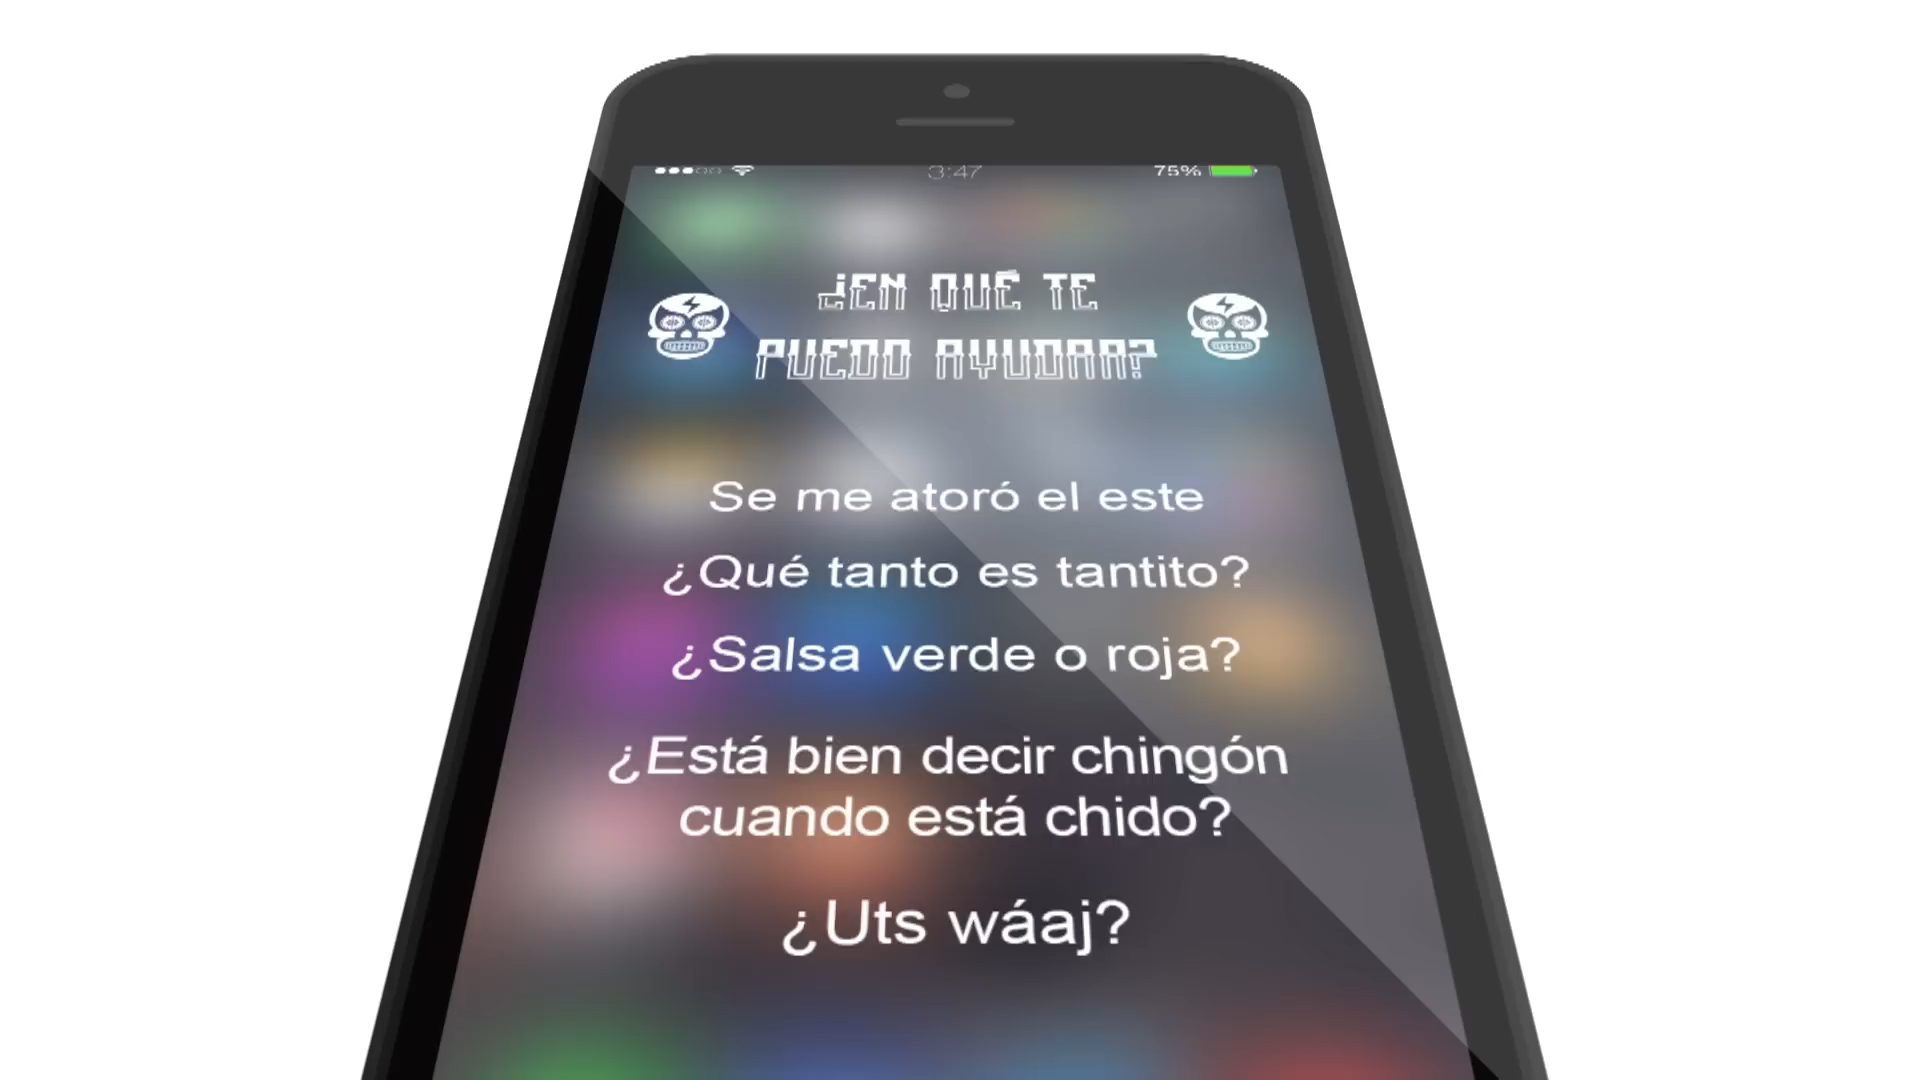 3:47
75%
¿EN QUÉ TE
PUEDO AYUDAR?
Se me atoró el este
¿Qué tanto es tantito?
¿Salsa verde o roja?
¿Está bien decir chingón
cuando está chido?
¿Uts wáaj?